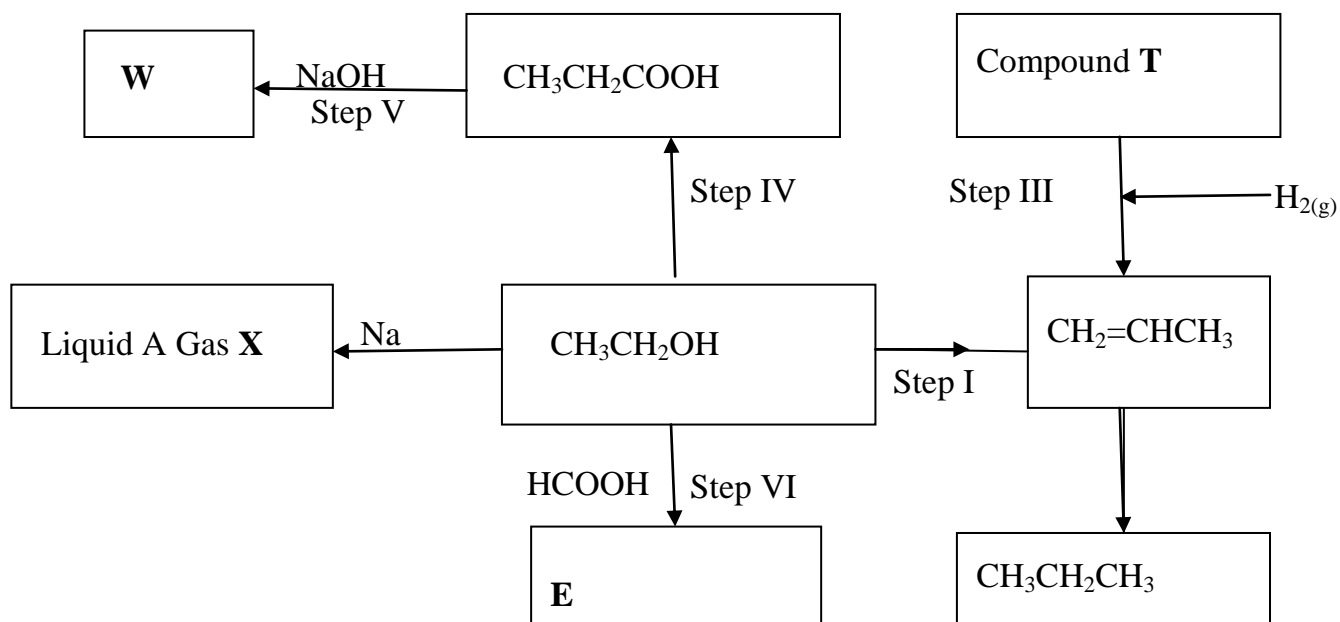 W
NaOH
Step V
CH₃CH₂COOH
Compound T
Step IV
Step III
H₂₍g₎
Liquid A Gas X
Na
CH₃CH₂OH
Step I
CH₂=CHCH₃
HCOOH
Step VI
E
CH₃CH₂CH₃